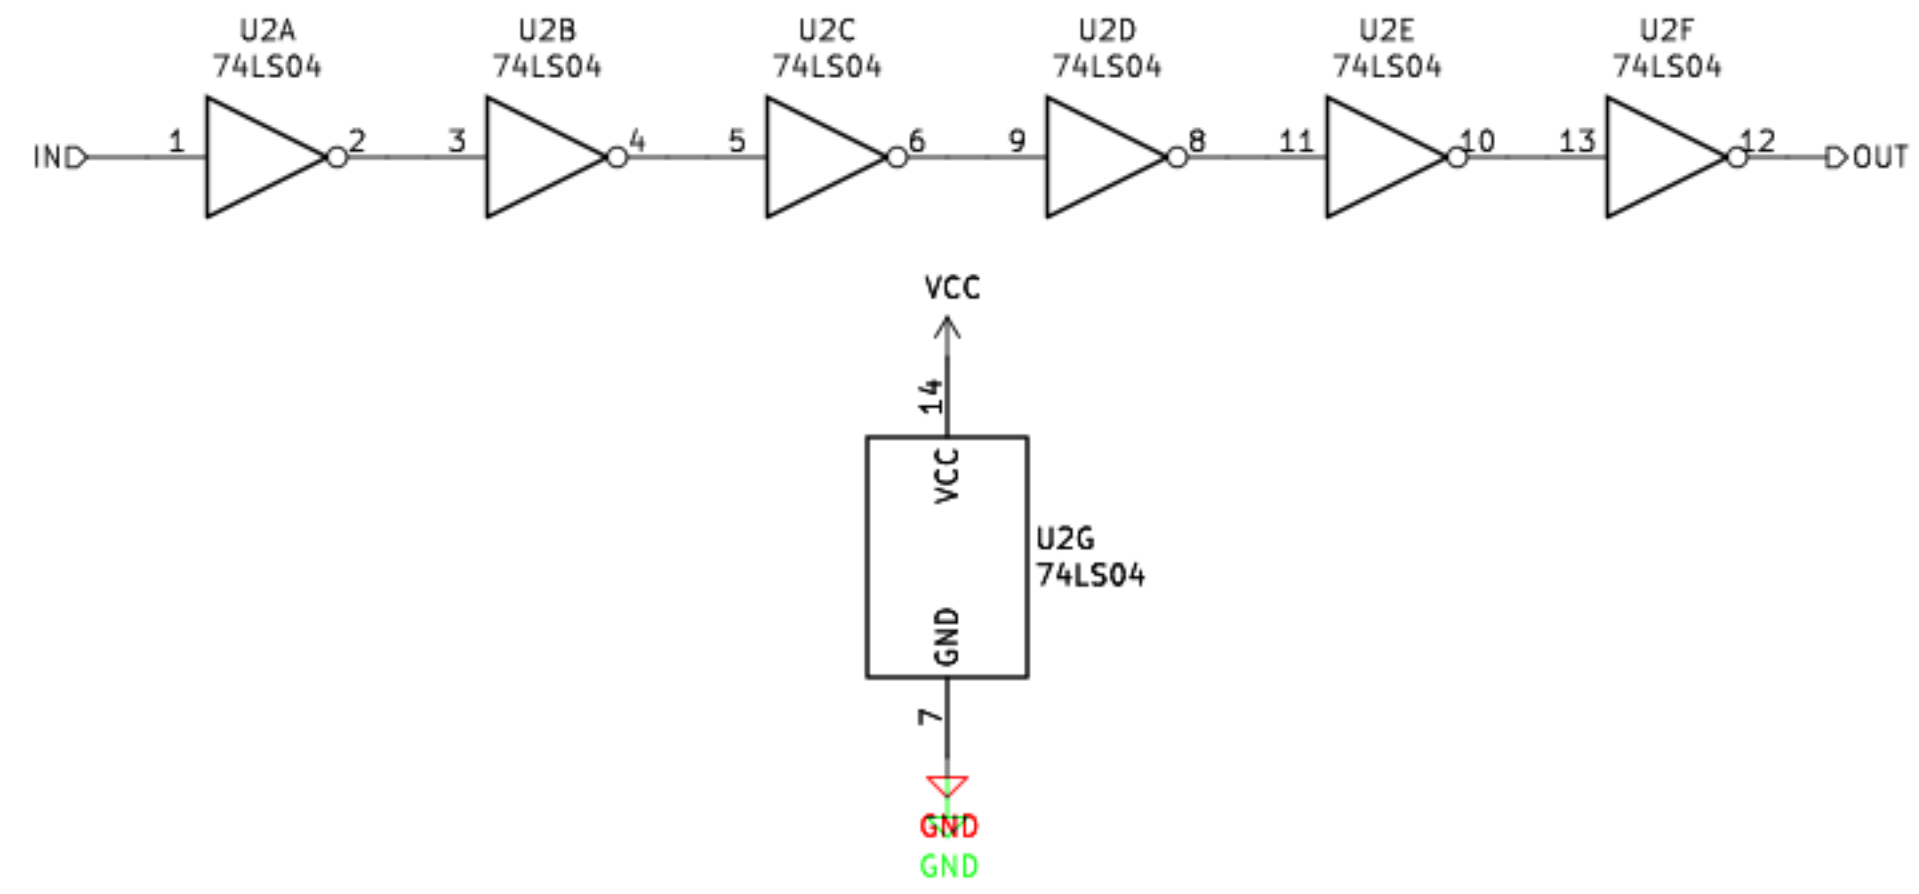 U2A
74LS04
U2B
74LS04
U2C
74LS04
U2D
74LS04
U2E
74LS04
U2F
74LS04
IN 1 2 3 4 5 6 9 8 11 10 13 12 OUT
VCC
14
VCC
U2G
74LS04
GND
7
GND
GND